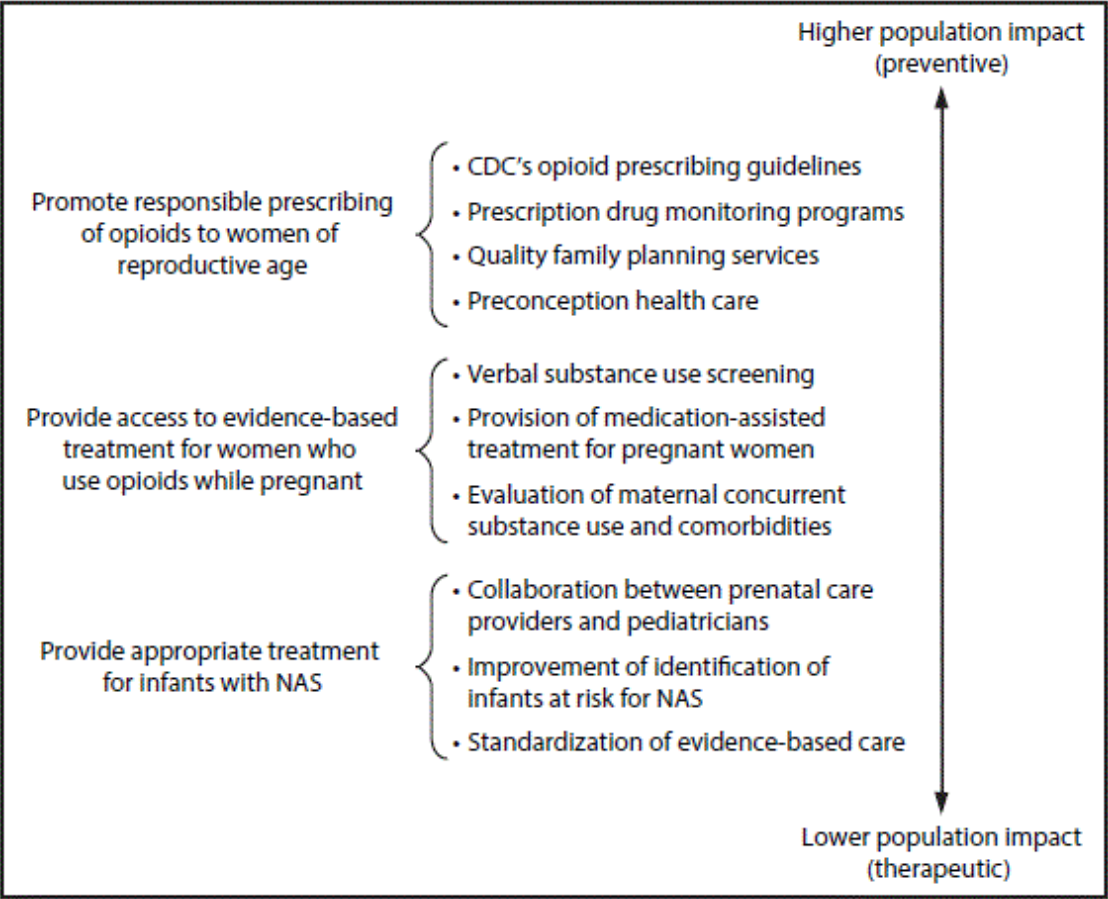 Higher population impact
(preventive)
Promote responsible prescribing
of opioids to women of
reproductive age
• CDC’s opioid prescribing guidelines
• Prescription drug monitoring programs
• Quality family planning services
• Preconception health care
Provide access to evidence-based
treatment for women who
use opioids while pregnant
• Verbal substance use screening
• Provision of medication-assisted
treatment for pregnant women
• Evaluation of maternal concurrent
substance use and comorbidities
Provide appropriate treatment
for infants with NAS
• Collaboration between prenatal care
providers and pediatricians
• Improvement of identification of
infants at risk for NAS
• Standardization of evidence-based care
Lower population impact
(therapeutic)